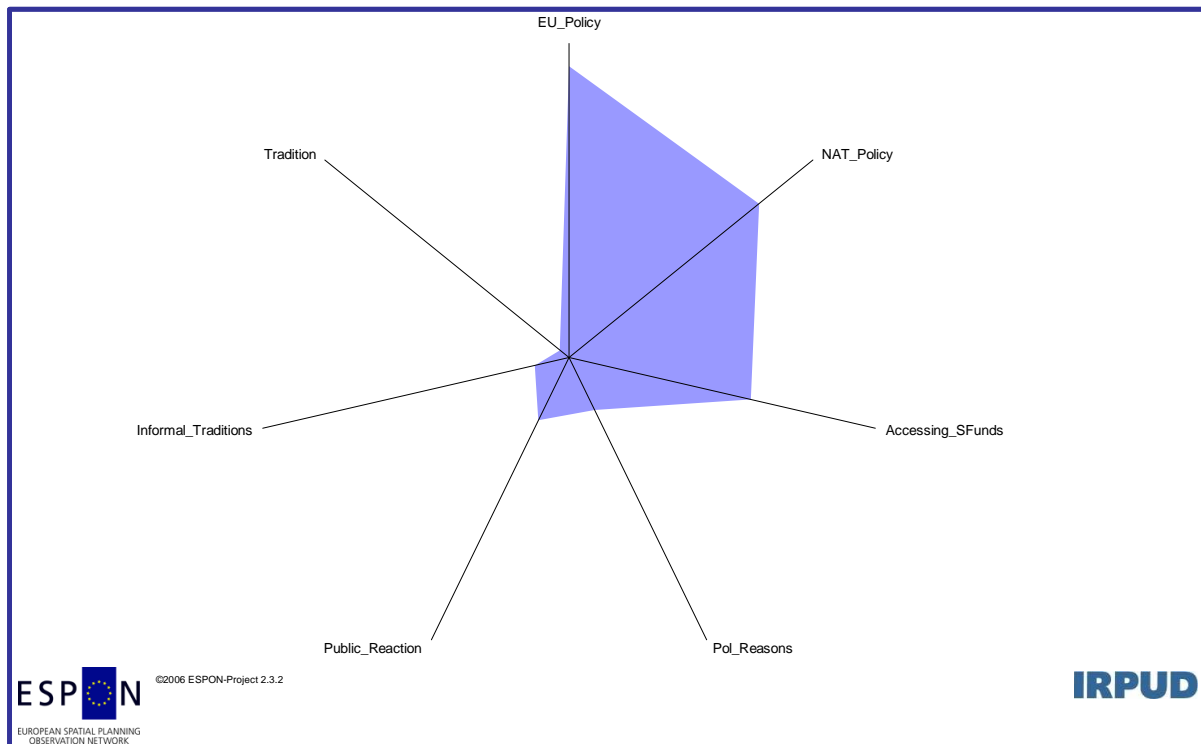 EU_Policy
Tradition
NAT_Policy
Informal_Traditions
Accessing_SFunds
Public_Reaction
Pol_Reasons
©2006 ESPON-Project 2.3.2
ESPON
EUROPEAN SPATIAL PLANNING
OBSERVATION NETWORK
IRPUD